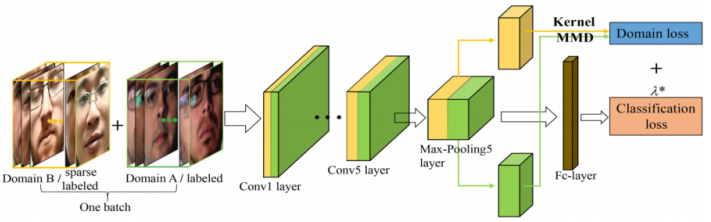 Kernel
MMD
Domain loss
+
λ*
Classification
loss
+
Domain B / sparse
labeled
Domain A / labeled
One batch
Conv1 layer
Conv5 layer
Max-Pooling5
layer
Fc-layer